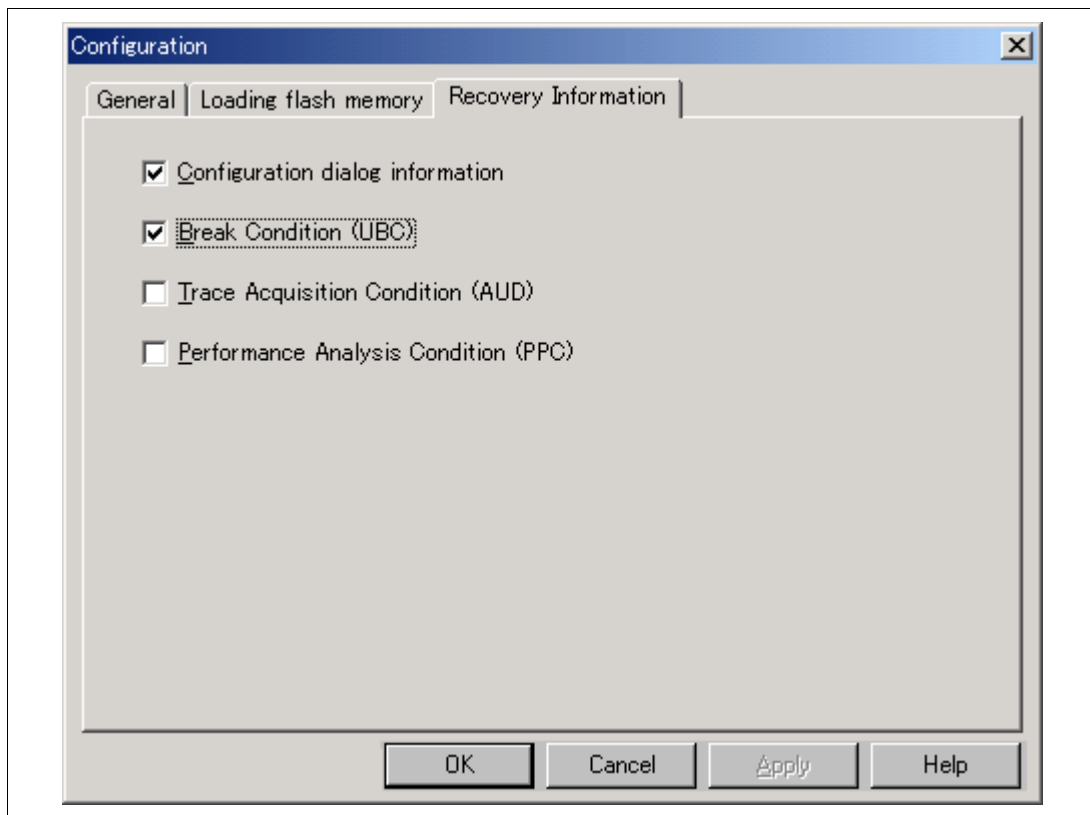 Configuration
General
Loading flash memory
Recovery Information
Configuration dialog information
Break Condition (UBC)
Trace Acquisition Condition (AUD)
Performance Analysis Condition (PPC)
OK
Cancel
Apply
Help